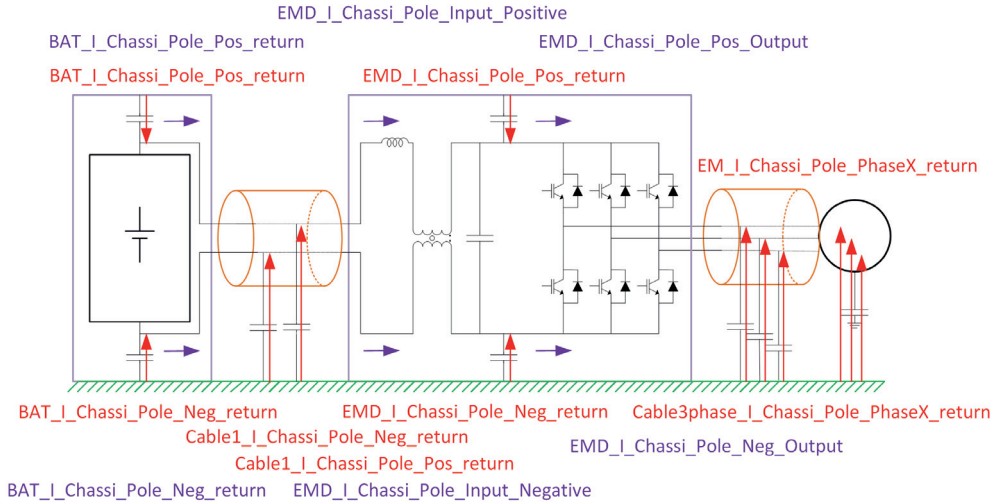 EMD_I_Chassi_Pole_Input_Positive
BAT_I_Chassi_Pole_Pos_return
EMD_I_Chassi_Pole_Pos_Output
BAT_I_Chassi_Pole_Pos_return
EMD_I_Chassi_Pole_Pos_return
EM_I_Chassi_Pole_PhaseX_return
BAT_I_Chassi_Pole_Neg_return
EMD_I_Chassi_Pole_Neg_return
Cable3phase_I_Chassi_Pole_PhaseX_return
Cable1_I_Chassi_Pole_Neg_return
EMD_I_Chassi_Pole_Neg_Output
Cable1_I_Chassi_Pole_Pos_return
BAT_I_Chassi_Pole_Neg_return
EMD_I_Chassi_Pole_Input_Negative